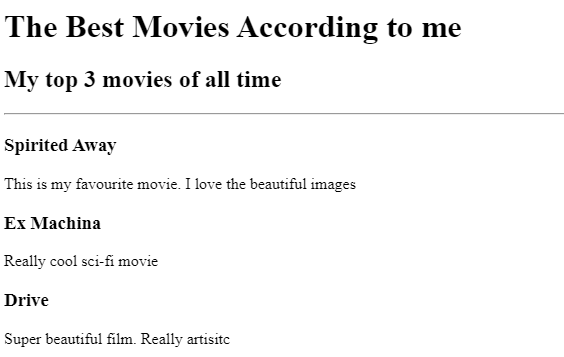 The Best Movies According to me
My top 3 movies of all time
Spirited Away
This is my favourite movie. I love the beautiful images
Ex Machina
Really cool sci-fi movie
Drive
Super beautiful film. Really artisitc